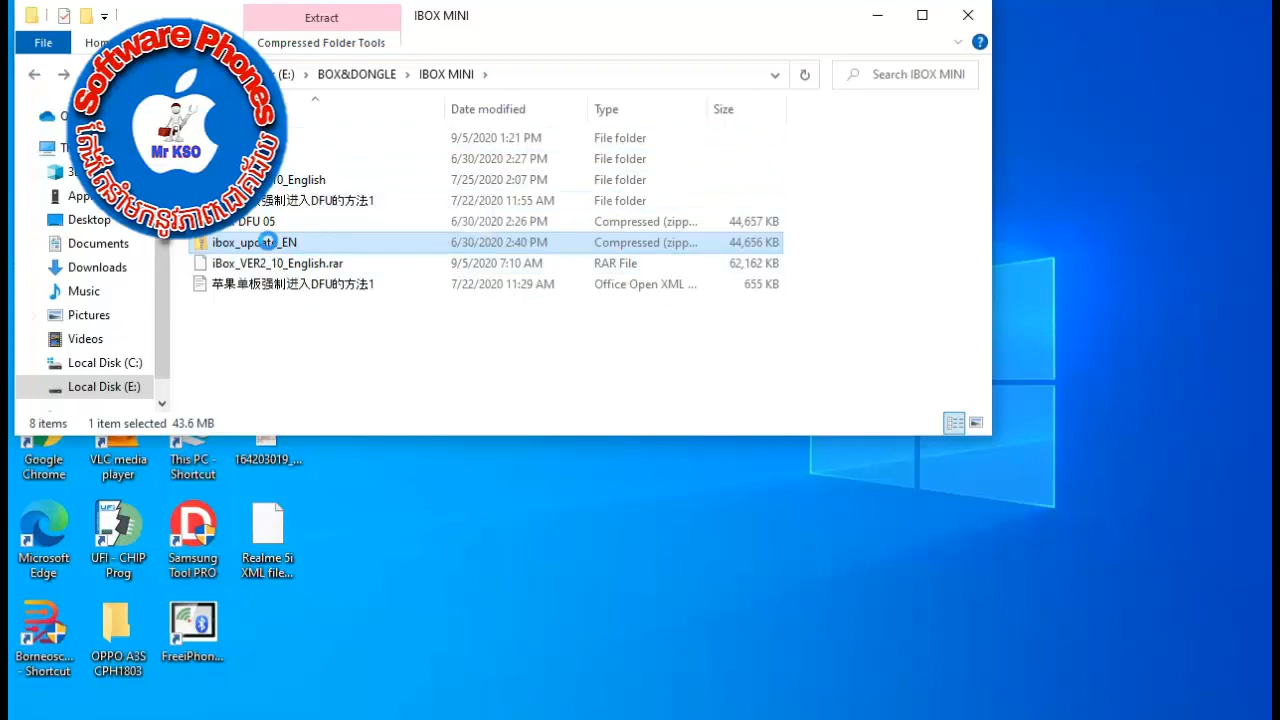 Extract
IBOX MINI
File
Hom
Compressed Folder Tools
(E:) › BOX&DONGLE › IBOX MINI ›
Search IBOX MINI
Date modified
Type
Size
9/5/2020 1:21 PM
File folder
6/30/2020 2:27 PM
File folder
10_English
7/25/2020 2:07 PM
File folder
强制进入DFU的方法1
7/22/2020 11:55 AM
File folder
DFU 05
6/30/2020 2:26 PM
Compressed (zipp...
44,657 KB
ibox_update_EN
6/30/2020 2:40 PM
Compressed (zipp...
44,656 KB
iBox_VER2_10_English.rar
9/5/2020 7:10 AM
RAR File
62,162 KB
苹果单板强制进入DFU的方法1
7/22/2020 11:29 AM
Office Open XML ...
655 KB
Desktop
Documents
Downloads
Music
Pictures
Videos
Local Disk (C:)
Local Disk (E:)
8 items
1 item selected
43.6 MB
Software Phones
Mr KSO
Google
Chrome
VLC media
player
This PC -
Shortcut
164203019_...
Microsoft
Edge
UFI - CHIP
Prog
Samsung
Tool PRO
Realme 5i
XML file...
Borneosc...
- Shortcut
OPPO A3S
CPH1803
FreeiPhon...